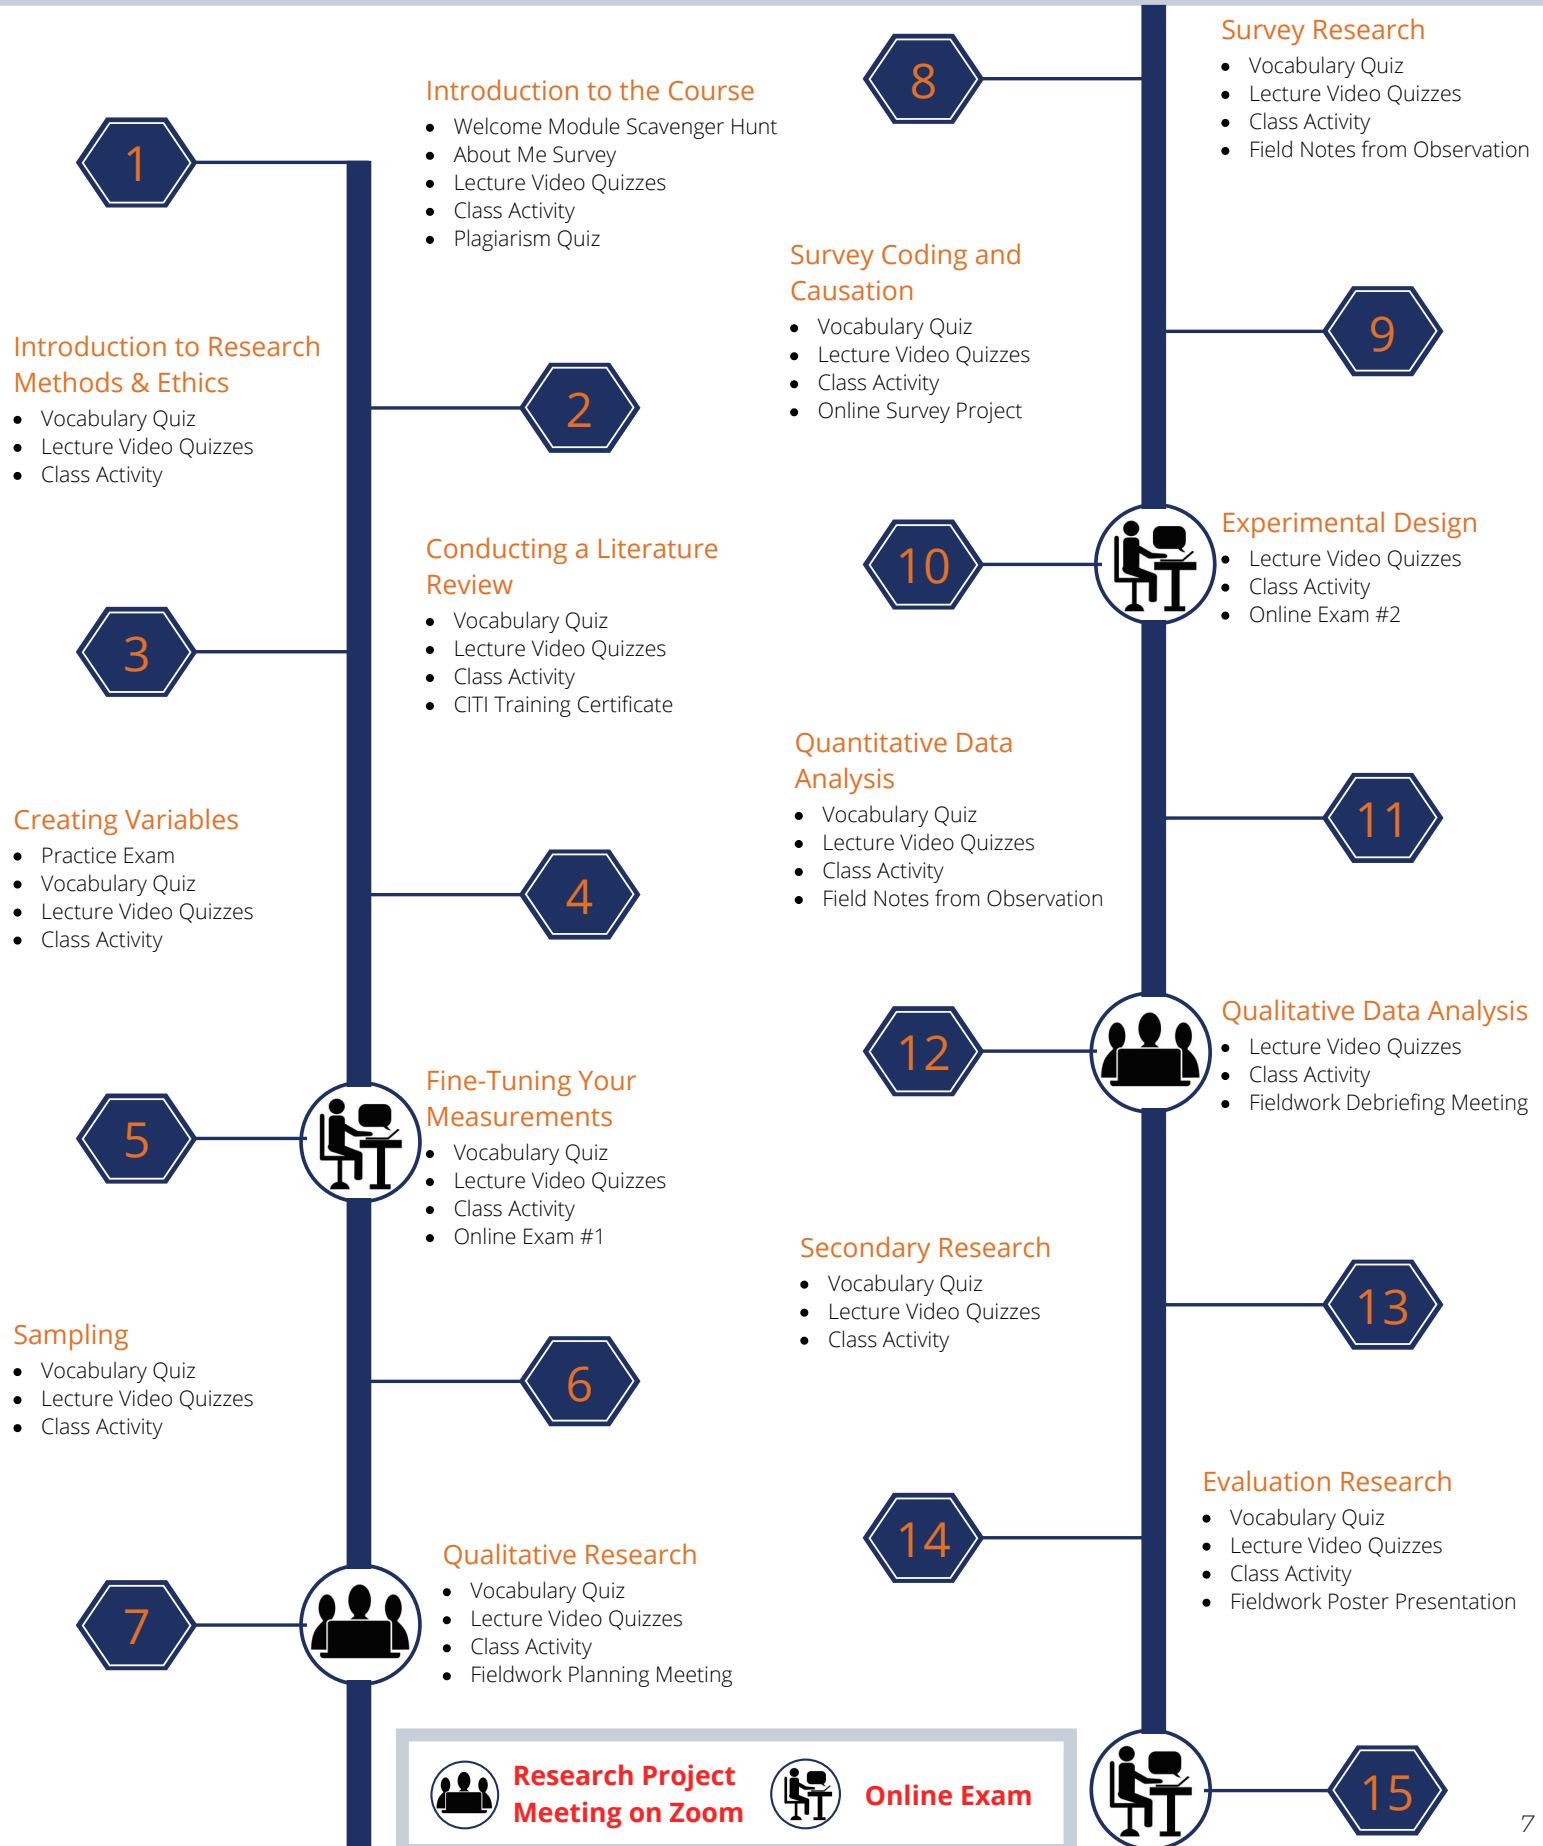 1
Introduction to the Course
Welcome Module Scavenger Hunt
About Me Survey
Lecture Video Quizzes
Class Activity
Plagiarism Quiz
Introduction to Research
Methods & Ethics
Vocabulary Quiz
Lecture Video Quizzes
Class Activity
2
3
Conducting a Literature
Review
Vocabulary Quiz
Lecture Video Quizzes
Class Activity
CITI Training Certificate
Creating Variables
Practice Exam
Vocabulary Quiz
Lecture Video Quizzes
Class Activity
4
5
Fine-Tuning Your
Measurements
Vocabulary Quiz
Lecture Video Quizzes
Class Activity
Online Exam #1
Sampling
Vocabulary Quiz
Lecture Video Quizzes
Class Activity
6
7
Qualitative Research
Vocabulary Quiz
Lecture Video Quizzes
Class Activity
Fieldwork Planning Meeting
8
Survey Research
Vocabulary Quiz
Lecture Video Quizzes
Class Activity
Field Notes from Observation
Survey Coding and
Causation
Vocabulary Quiz
Lecture Video Quizzes
Class Activity
Online Survey Project
9
10
Experimental Design
Lecture Video Quizzes
Class Activity
Online Exam #2
Quantitative Data
Analysis
Vocabulary Quiz
Lecture Video Quizzes
Class Activity
Field Notes from Observation
11
12
Qualitative Data Analysis
Lecture Video Quizzes
Class Activity
Fieldwork Debriefing Meeting
Secondary Research
Vocabulary Quiz
Lecture Video Quizzes
Class Activity
13
14
Evaluation Research
Vocabulary Quiz
Lecture Video Quizzes
Class Activity
Fieldwork Poster Presentation
15
Research Project
Meeting on Zoom
Online Exam
7